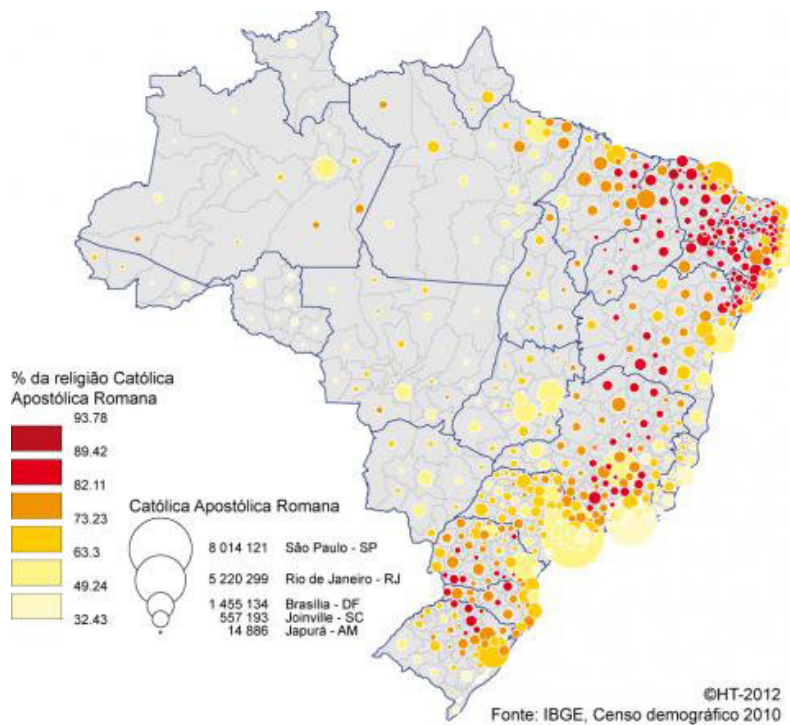 % da religião Católica
Apostólica Romana
93.78
89.42
82.11
73.23
63.3
49.24
32.43
Católica Apostólica Romana
8 014 121 São Paulo - SP
5 220 299 Rio de Janeiro - RJ
1 455 134 Brasília - DF
557 193 Joinville - SC
14 886 Japurá - AM
©HT-2012
Fonte: IBGE, Censo demográfico 2010